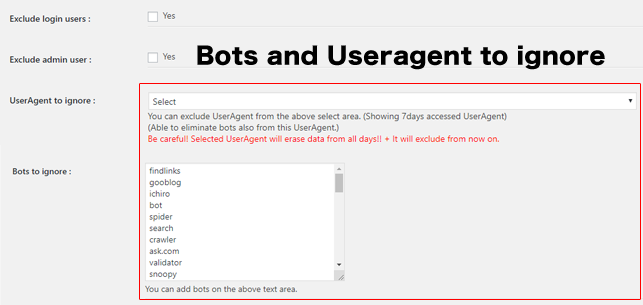 Exclude login users :
Yes
Exclude admin user :
Yes
Bots and Useragent to ignore
UserAgent to ignore :
Select
You can exclude UserAgent from the above select area. (Showing 7days accessed UserAgent)
(Able to eliminate bots also from this UserAgent.)
Be careful! Selected UserAgent will erase data from all days!! + It will exclude from now on.
Bots to ignore :
findlinks
gooblog
ichiro
bot
spider
search
crawler
ask.com
validator
snoopy
You can add bots on the above text area.